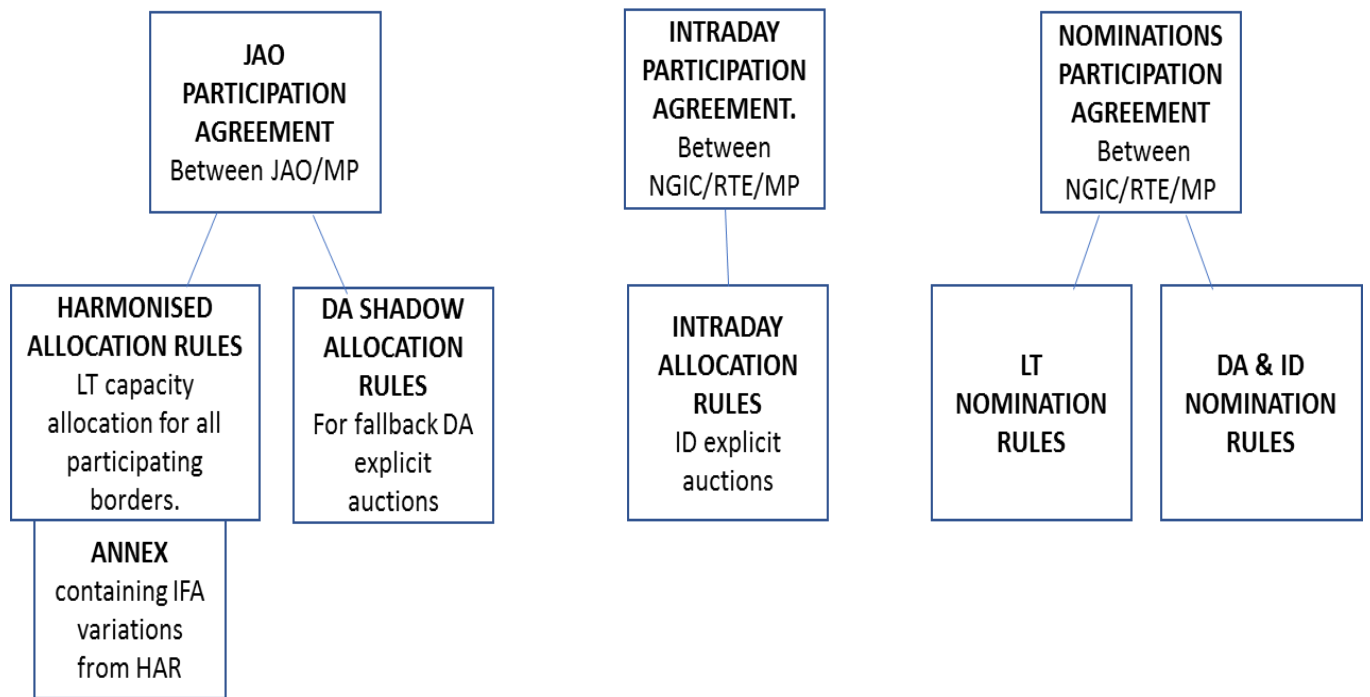 JAO
PARTICIPATION
AGREEMENT
Between JAO/MP
INTRADAY
PARTICIPATION
AGREEMENT.
Between
NGIC/RTE/MP
NOMINATIONS
PARTICIPATION
AGREEMENT
Between
NGIC/RTE/MP
HARMONISED
ALLOCATION RULES
LT capacity
allocation for all
participating
borders.
DA SHADOW
ALLOCATION
RULES
For fallback DA
explicit
auctions
INTRADAY
ALLOCATION
RULES
ID explicit
auctions
LT
NOMINATION
RULES
DA & ID
NOMINATION
RULES
ANNEX
containing IFA
variations
from HAR